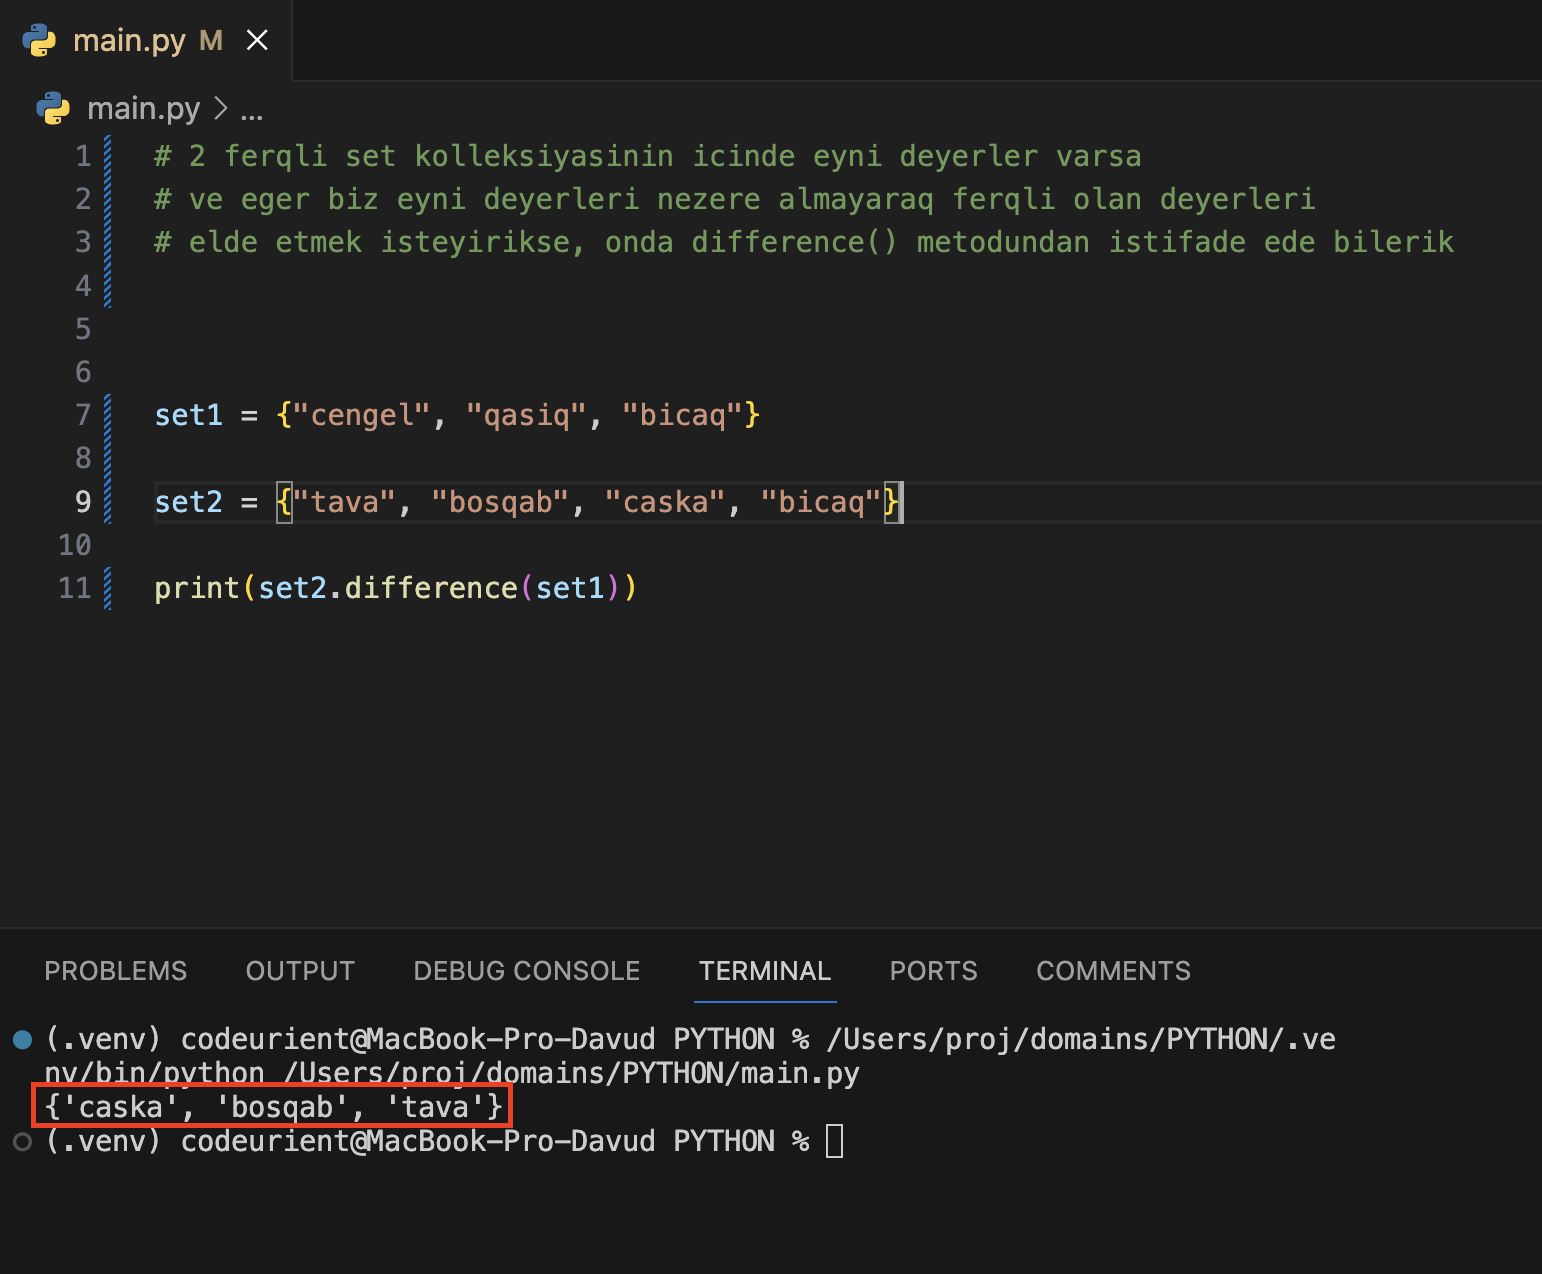 main.py M
main.py > ...
1 # 2 ferqli set kolleksiyasinin icinde eyni deyerler varsa
2 # ve eger biz eyni deyerleri nezere almayaraq ferqli olan deyerleri
3 # elde etmek isteyirikse, onda difference() metodundan istifade ede bilerik
4
5
6
7 set1 = {"cengel", "qasiq", "bicaq"}
8
9 set2 = {"tava", "bosqab", "caska", "bicaq"}
10
11 print(set2.difference(set1))
PROBLEMS OUTPUT DEBUG CONSOLE TERMINAL PORTS COMMENTS
(.venv) codeurient@MacBook-Pro-Davud PYTHON % /Users/proj/domains/PYTHON/.ve
nv/bin/python /Users/proj/domains/PYTHON/main.py
{'caska', 'bosqab', 'tava'}
(.venv) codeurient@MacBook-Pro-Davud PYTHON %